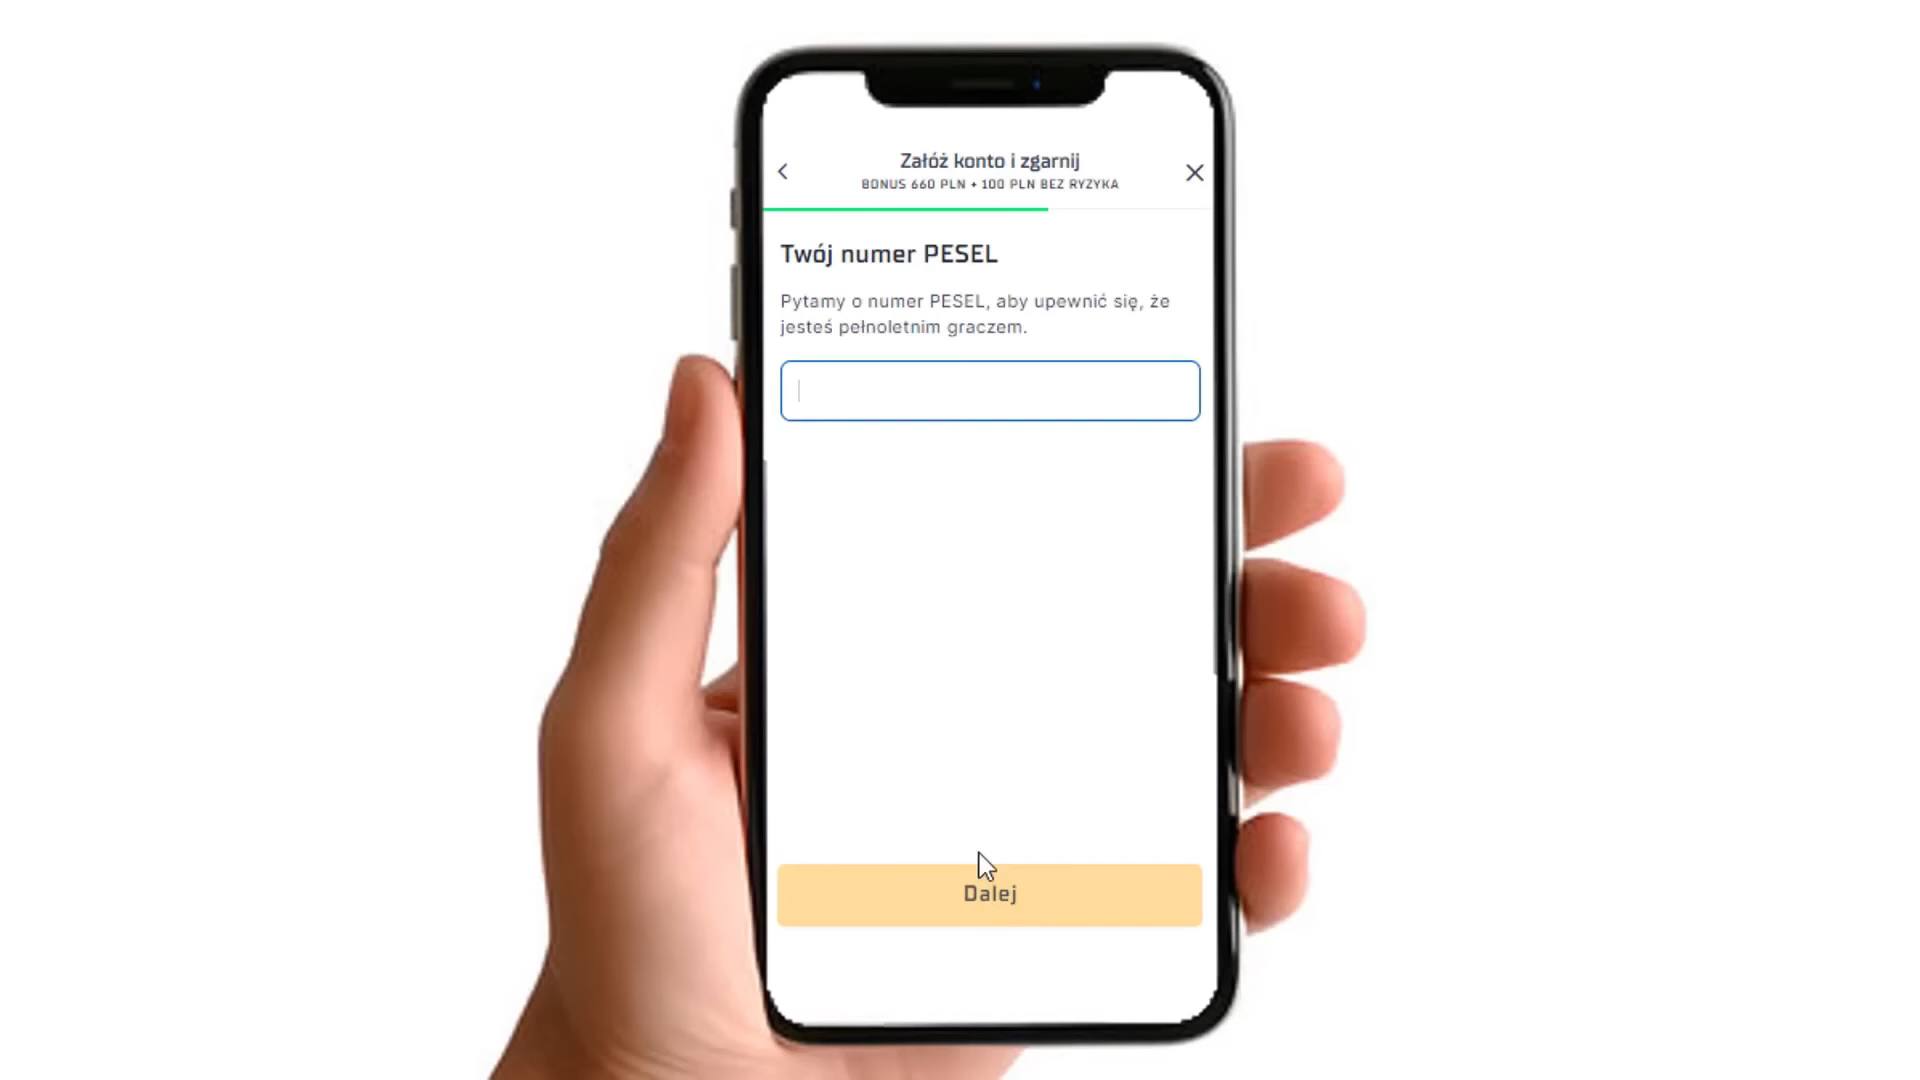 Załóż konto i zgarnij
BONUS 660 PLN + 100 PLN BEZ RYZYKA
Twój numer PESEL
Pytamy o numer PESEL, aby upewnić się, że
jesteś pełnoletnim graczem.
Dalej